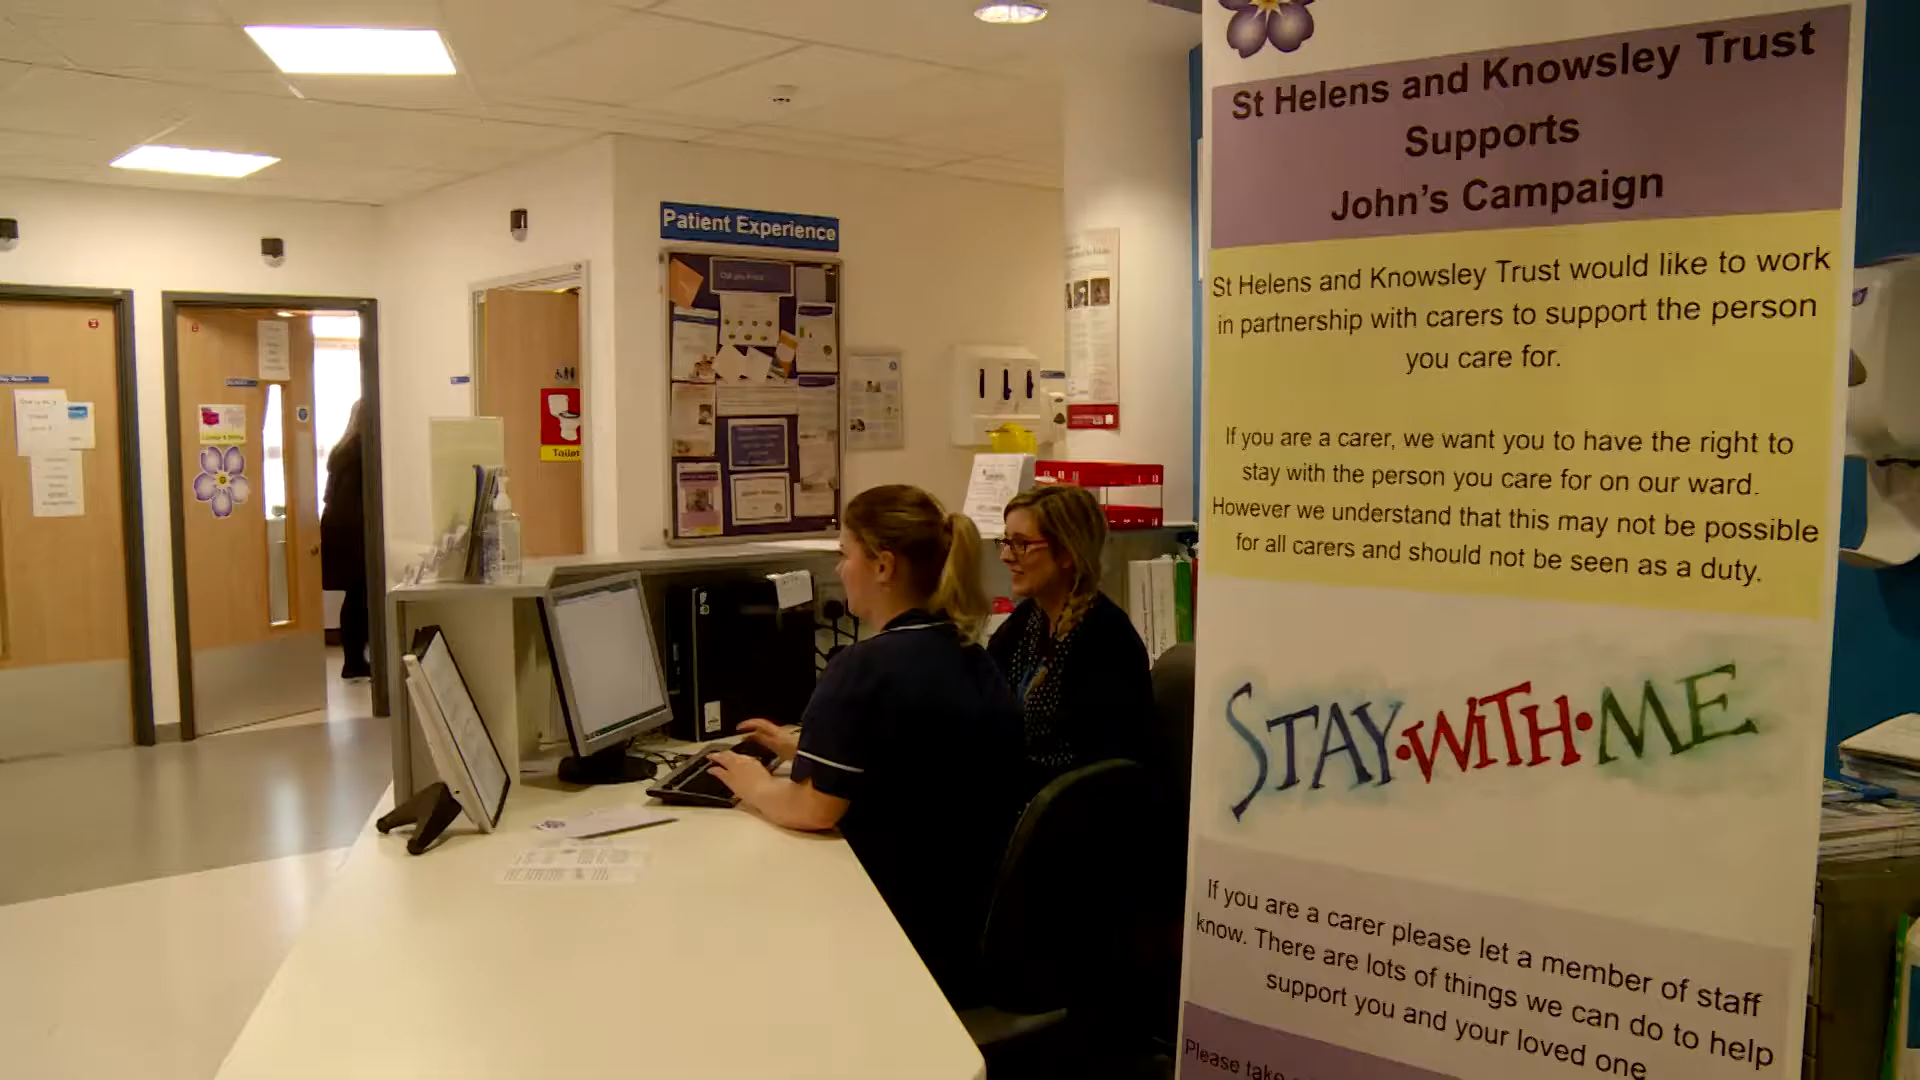 Patient Experience
Toilet
St Helens and Knowsley Trust
Supports
John's Campaign
St Helens and Knowsley Trust would like to work
in partnership with carers to support the person
you care for.
If you are a carer, we want you to have the right to
stay with the person you care for on our ward.
However we understand that this may not be possible
for all carers and should not be seen as a duty.
STAY·WITH·ME
If you are a carer please let a member of staff
know. There are lots of things we can do to help
support you and your loved one
Please take